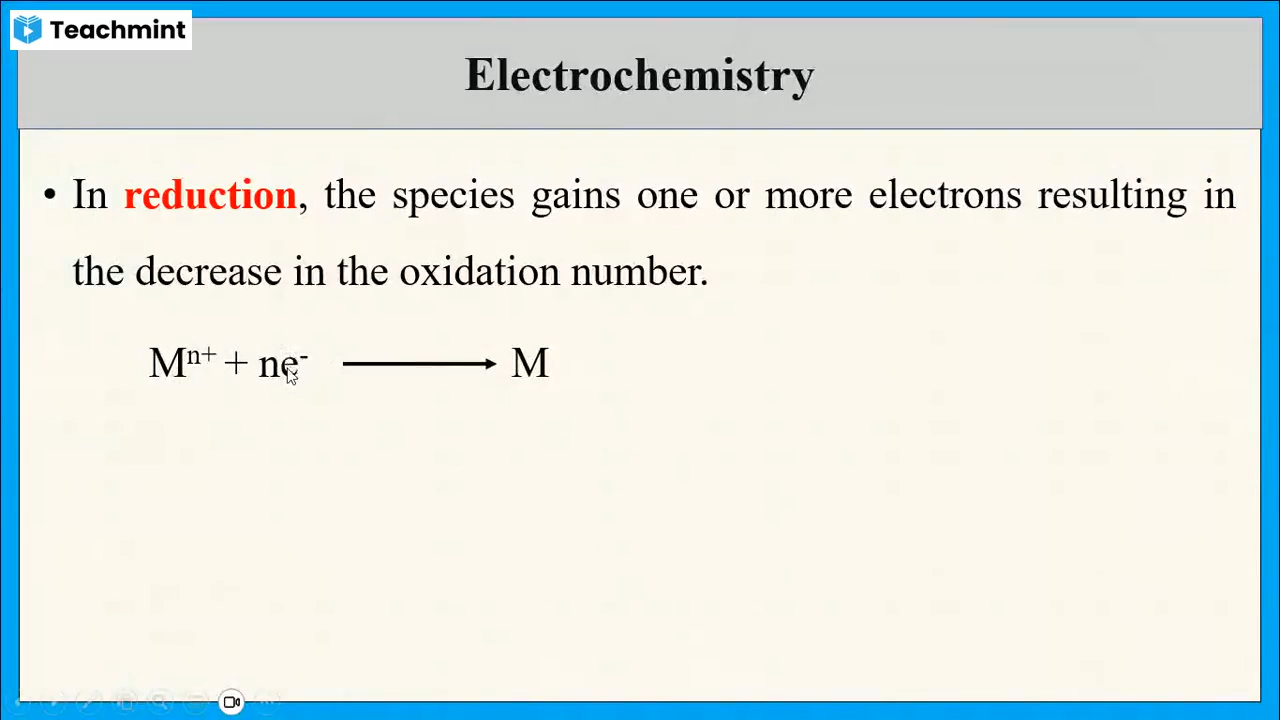 Teachmint
Electrochemistry
• In reduction, the species gains one or more electrons resulting in
the decrease in the oxidation number.
Mⁿ⁺ + ne⁻ ⟶ M